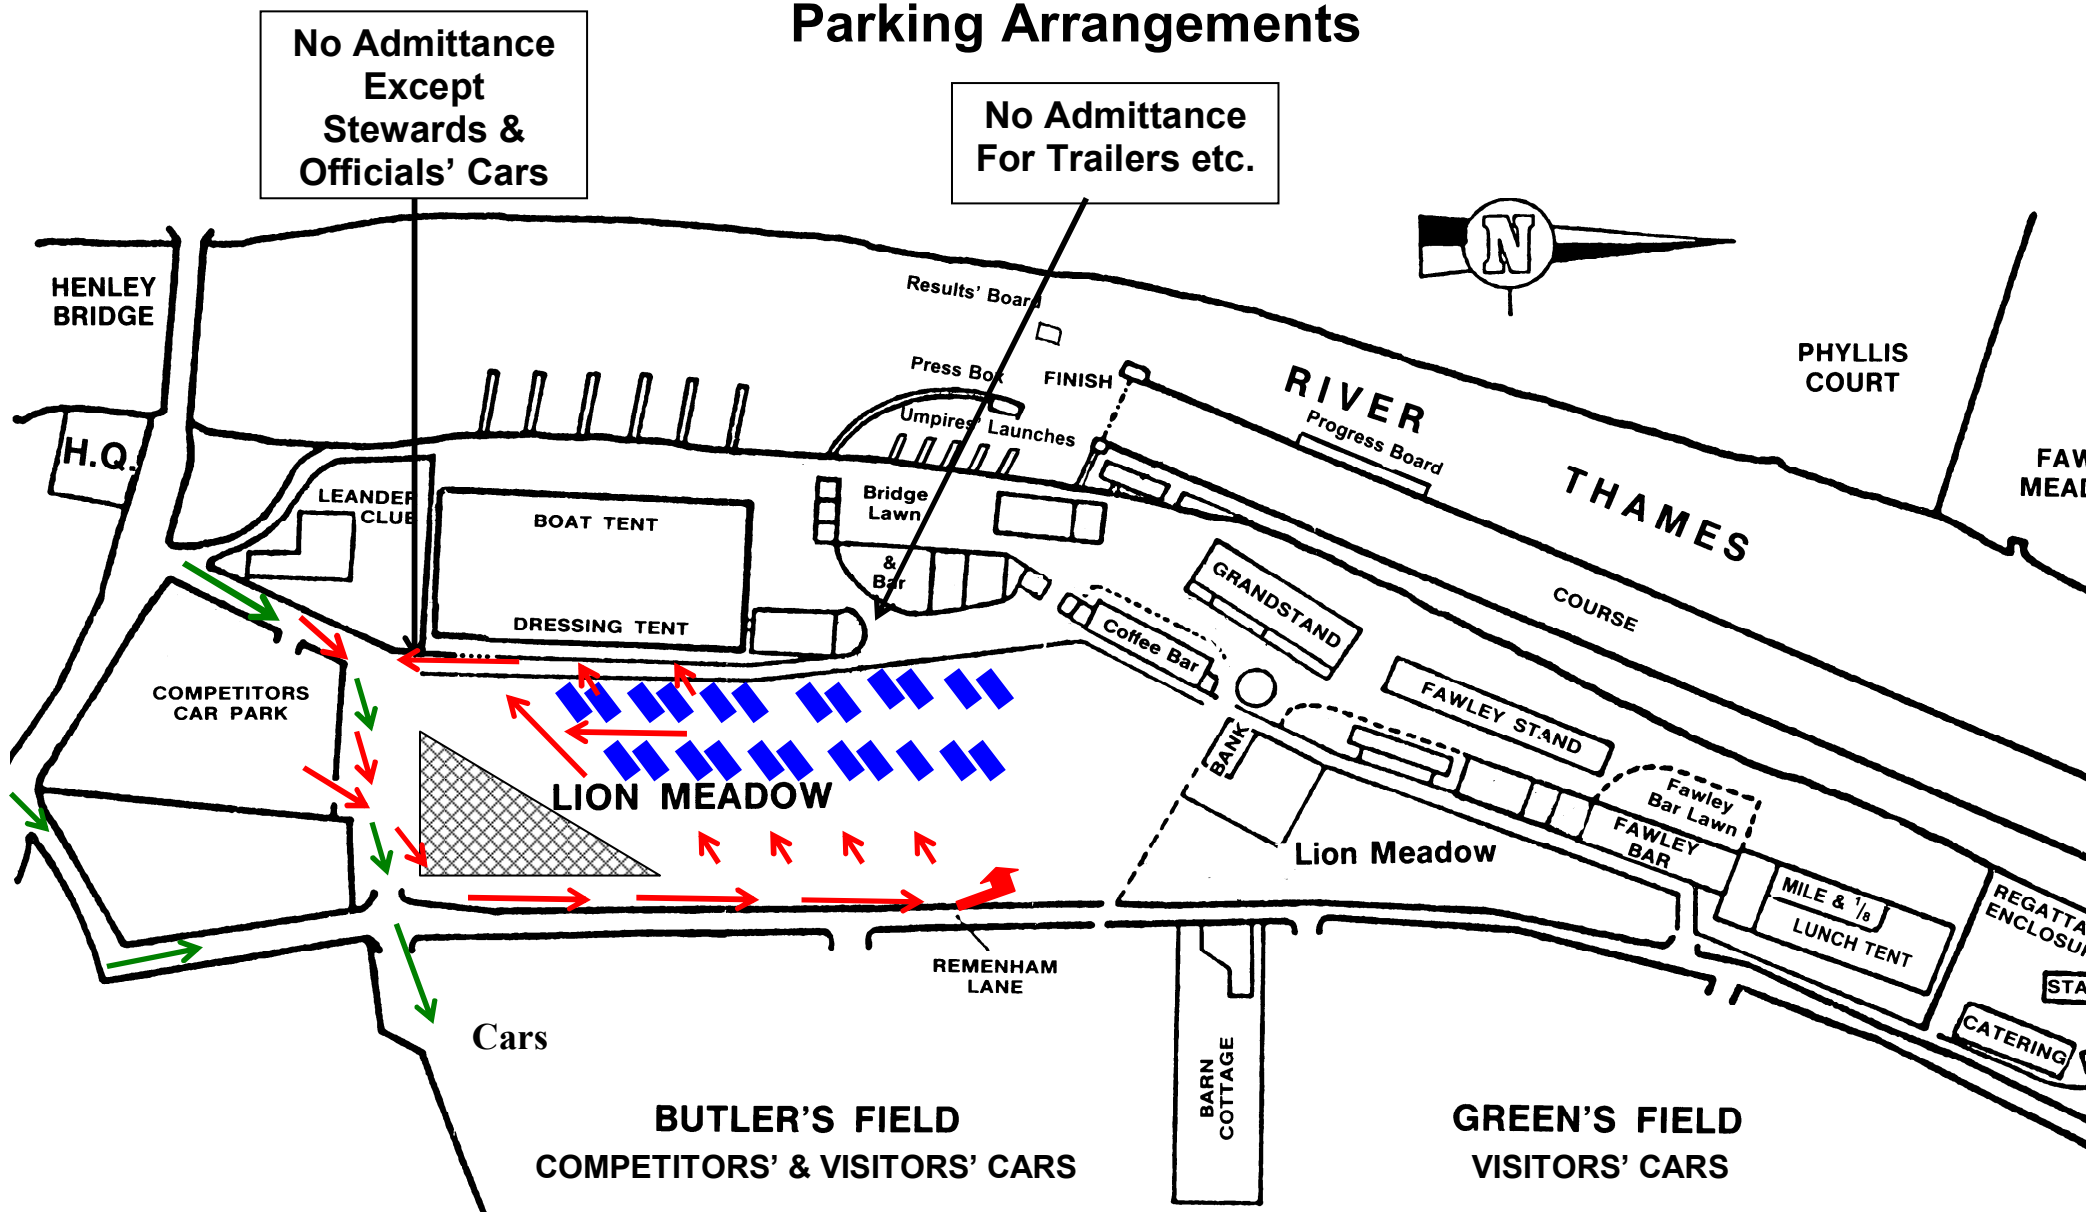 Parking Arrangements
No Admittance
Except
Stewards &
Officials’ Cars
No Admittance
For Trailers etc.
N
HENLEY
BRIDGE
Results’ Board
PHYLLIS
COURT
Press Box
FINISH
RIVER
Umpires’ Launches
Progress Board
H.Q.
FAW
MEAD
THAMES
LEANDER
CLUB
BOAT TENT
Bridge
Lawn
&
Bar
GRANDSTAND
COURSE
DRESSING TENT
Coffee Bar
COMPETITORS
CAR PARK
FAWLEY STAND
BANK
LION MEADOW
Fawley
Bar Lawn
FAWLEY
BAR
Lion Meadow
MILE & 1/8
LUNCH TENT
REGATTA
ENCLOSU
REMENHAM
LANE
STA
CATERING
Cars
BARN
COTTAGE
BUTLER’S FIELD
COMPETITORS’ & VISITORS’ CARS
GREEN’S FIELD
VISITORS’ CARS